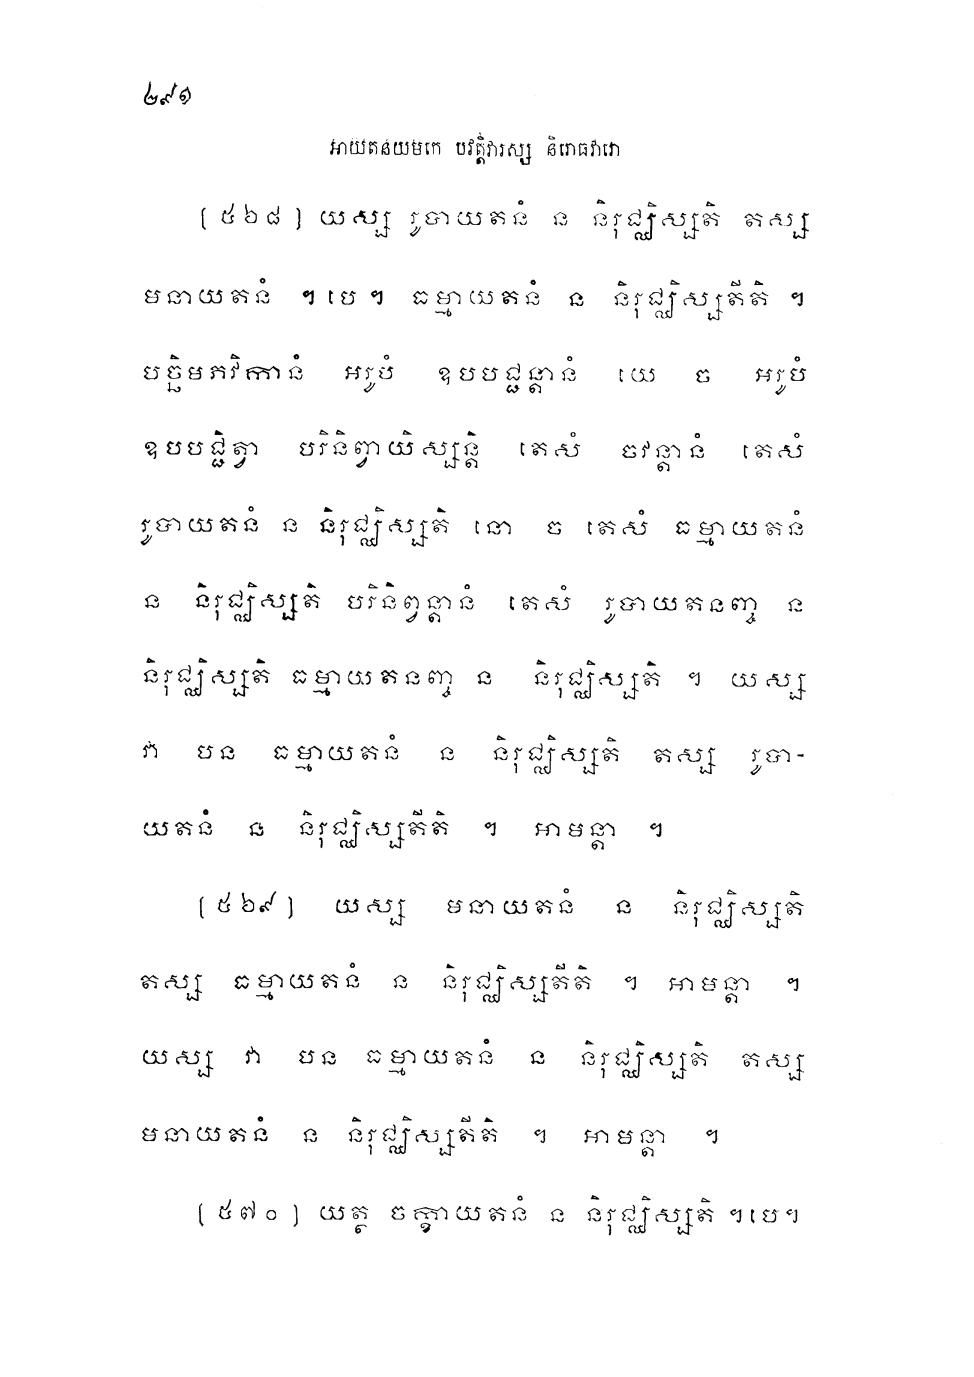 ២៩១
អាយតនយមកេ បវត្តិវារស្ស និរោធវារោ
(៥៦៨) យស្ស រូបាយតនំ ន និរុជ្ឈិស្សតិ តស្ស
មនាយតនំ ។បេ។ ធម្មាយតនំ ន និរុជ្ឈិស្សតីតិ ។
បច្ឆិមភវិកានំ អរូបំ ឧបបជ្ជន្តានំ យេ ច អរូបំ
ឧបបជ្ជិត្វា បរិនិព្វាយិស្សន្តិ តេសំ ចវន្តានំ តេសំ
រូបាយតនំ ន និរុជ្ឈិស្សតិ នោ ច តេសំ ធម្មាយតនំ
ន និរុជ្ឈិស្សតិ បរិនិព្វន្តានំ តេសំ រូបាយតនញ្ច ន
និរុជ្ឈិស្សតិ ធម្មាយតនញ្ច ន និរុជ្ឈិស្សតិ ។ យស្ស
វា បន ធម្មាយតនំ ន និរុជ្ឈិស្សតិ តស្ស រូបា-
យតនំ ន និរុជ្ឈិស្សតីតិ ។ អាមន្តា ។
(៥៦៩) យស្ស មនាយតនំ ន និរុជ្ឈិស្សតិ
តស្ស ធម្មាយតនំ ន និរុជ្ឈិស្សតីតិ ។ អាមន្តា ។
យស្ស វា បន ធម្មាយតនំ ន និរុជ្ឈិស្សតិ តស្ស
មនាយតនំ ន និរុជ្ឈិស្សតីតិ ។ អាមន្តា ។
(៥៧០) យត្ថ ចក្ខាយតនំ ន និរុជ្ឈិស្សតិ ។បេ។